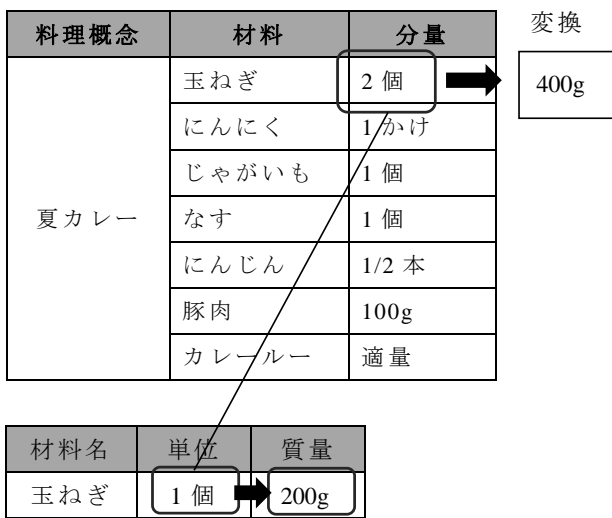 変換
料理概念 材料 分量
玉ねぎ 2 個 400g
にんにく 1 かけ
じゃがいも 1 個
夏カレー なす 1 個
にんじん 1/2 本
豚肉 100g
カレールー 適量
材料名 単位 質量
玉ねぎ 1 個 200g